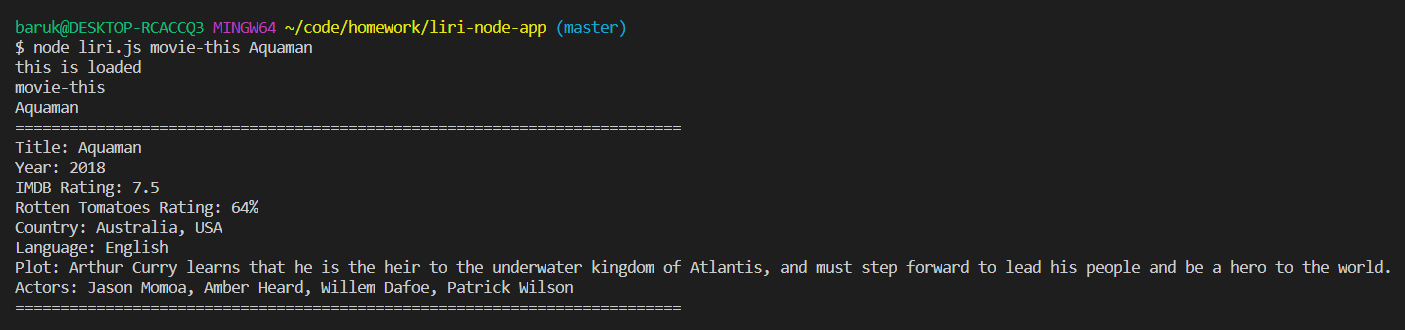 baruk@DESKTOP-RCACCQ3 MINGW64 ~/code/homework/liri-node-app (master)
$ node liri.js movie-this Aquaman
this is loaded
movie-this
Aquaman
==========================================================================
Title: Aquaman
Year: 2018
IMDB Rating: 7.5
Rotten Tomatoes Rating: 64%
Country: Australia, USA
Language: English
Plot: Arthur Curry learns that he is the heir to the underwater kingdom of Atlantis, and must step forward to lead his people and be a hero to the world.
Actors: Jason Momoa, Amber Heard, Willem Dafoe, Patrick Wilson
==========================================================================